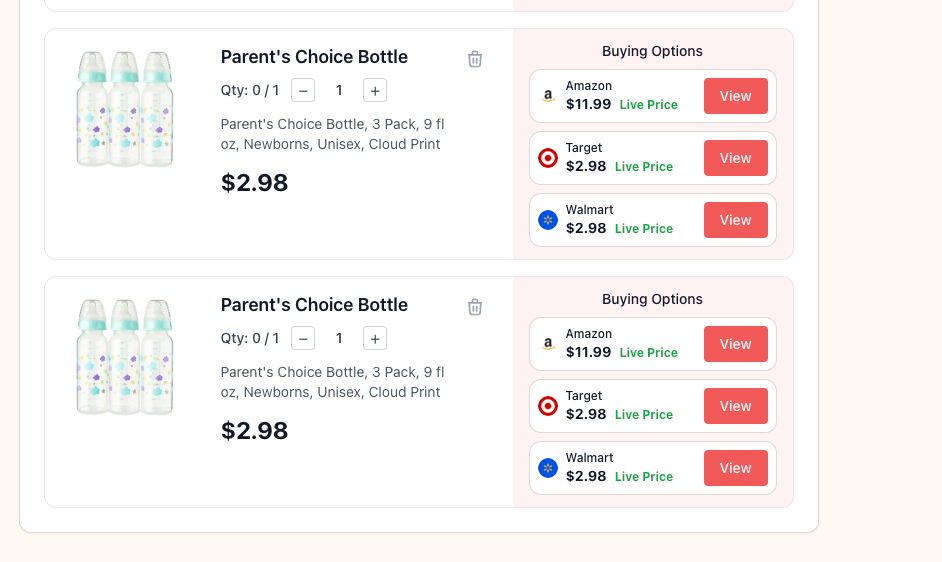 Parent's Choice Bottle
Qty: 0 / 1 − 1 +
Parent's Choice Bottle, 3 Pack, 9 fl
oz, Newborns, Unisex, Cloud Print
$2.98
Buying Options
Amazon
$11.99 Live Price
View
Target
$2.98 Live Price
View
Walmart
$2.98 Live Price
View
Parent's Choice Bottle
Qty: 0 / 1 − 1 +
Parent's Choice Bottle, 3 Pack, 9 fl
oz, Newborns, Unisex, Cloud Print
$2.98
Buying Options
Amazon
$11.99 Live Price
View
Target
$2.98 Live Price
View
Walmart
$2.98 Live Price
View